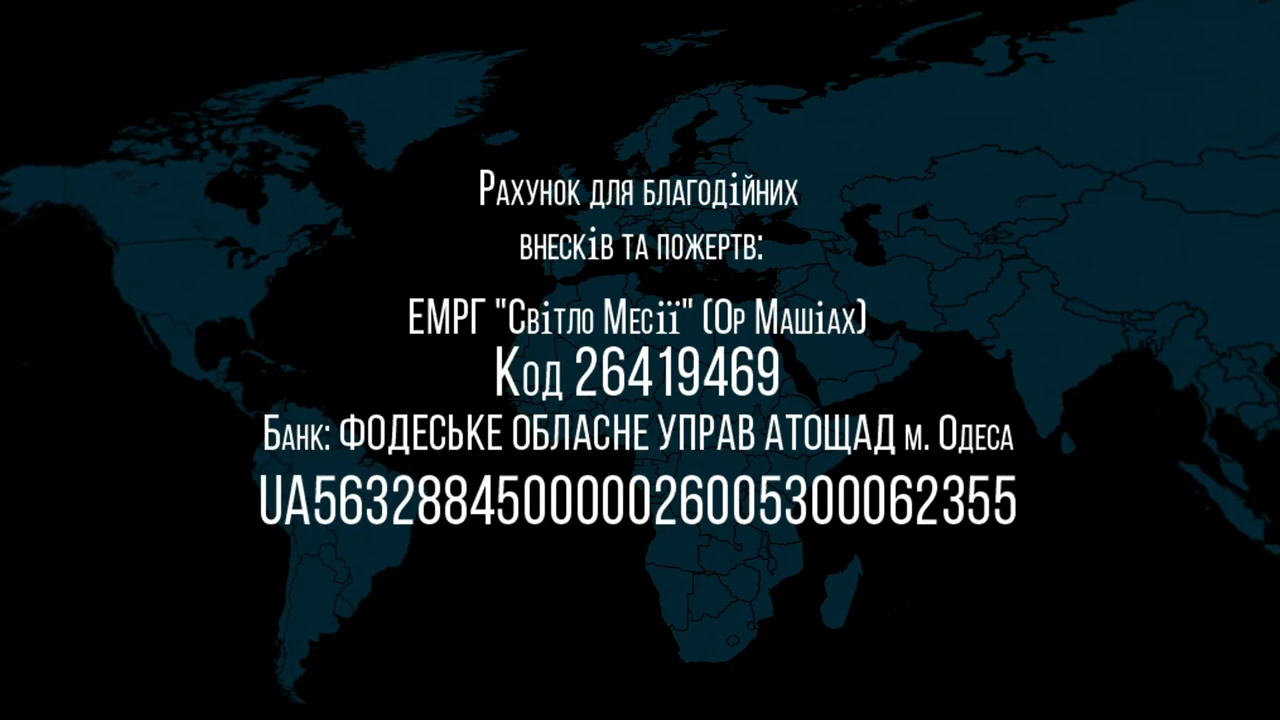 Рахунок для благодійних
внесків та пожертв:
ЕМРГ "Світло Месії" (Ор Машіах)
Код 26419469
Банк: ФОДЕСЬКЕ ОБЛАСНЕ УПРАВ АТОЩАД м. Одеса
UA563288450000026005300062355